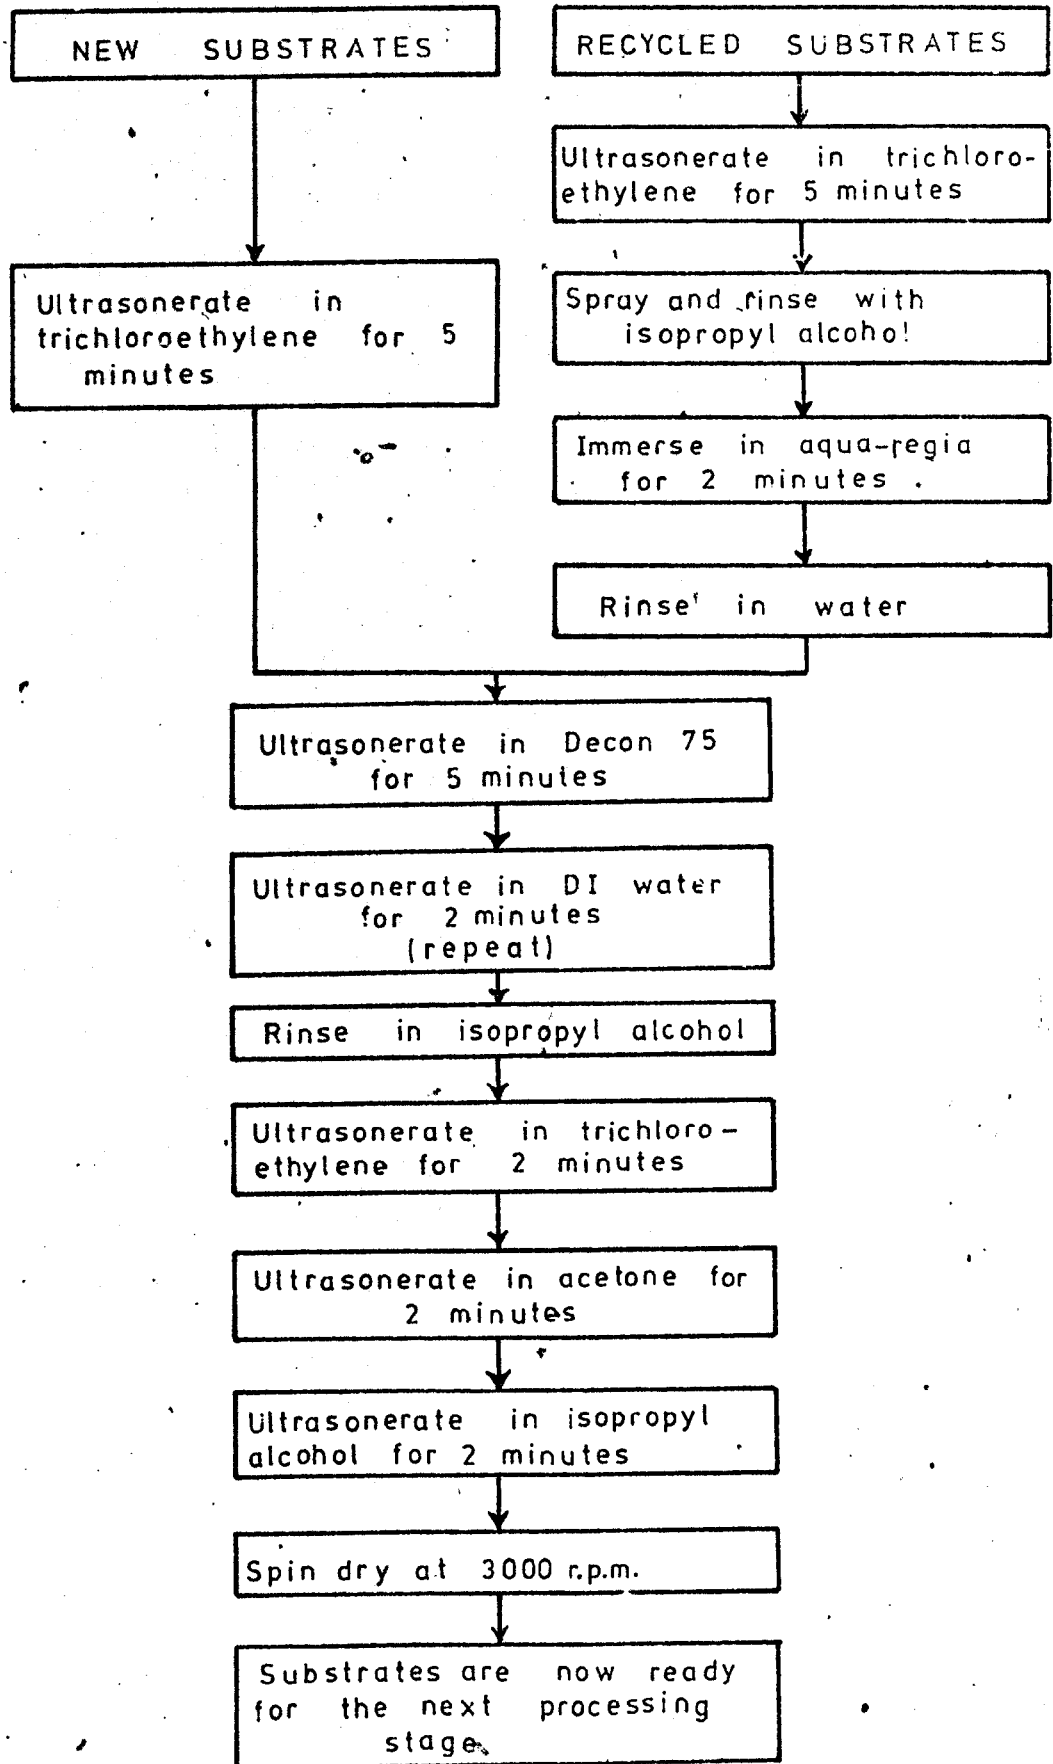 NEW SUBSTRATES
RECYCLED SUBSTRATES
Ultrasonerate in trichloro-
ethylene for 5 minutes
Ultrasonerate in
trichloroethylene for 5
minutes
Spray and rinse with
isopropyl alcohol
Immerse in aqua-regia
for 2 minutes .
Rinse in water
Ultrasonerate in Decon 75
for 5 minutes
Ultrasonerate in DI water
for 2 minutes
(repeat)
Rinse in isopropyl alcohol
Ultrasonerate in trichloro-
ethylene for 2 minutes
Ultrasonerate in acetone for
2 minutes
Ultrasonerate in isopropyl
alcohol for 2 minutes
Spin dry at 3000 r.p.m.
Substrates are now ready
for the next processing
stage.